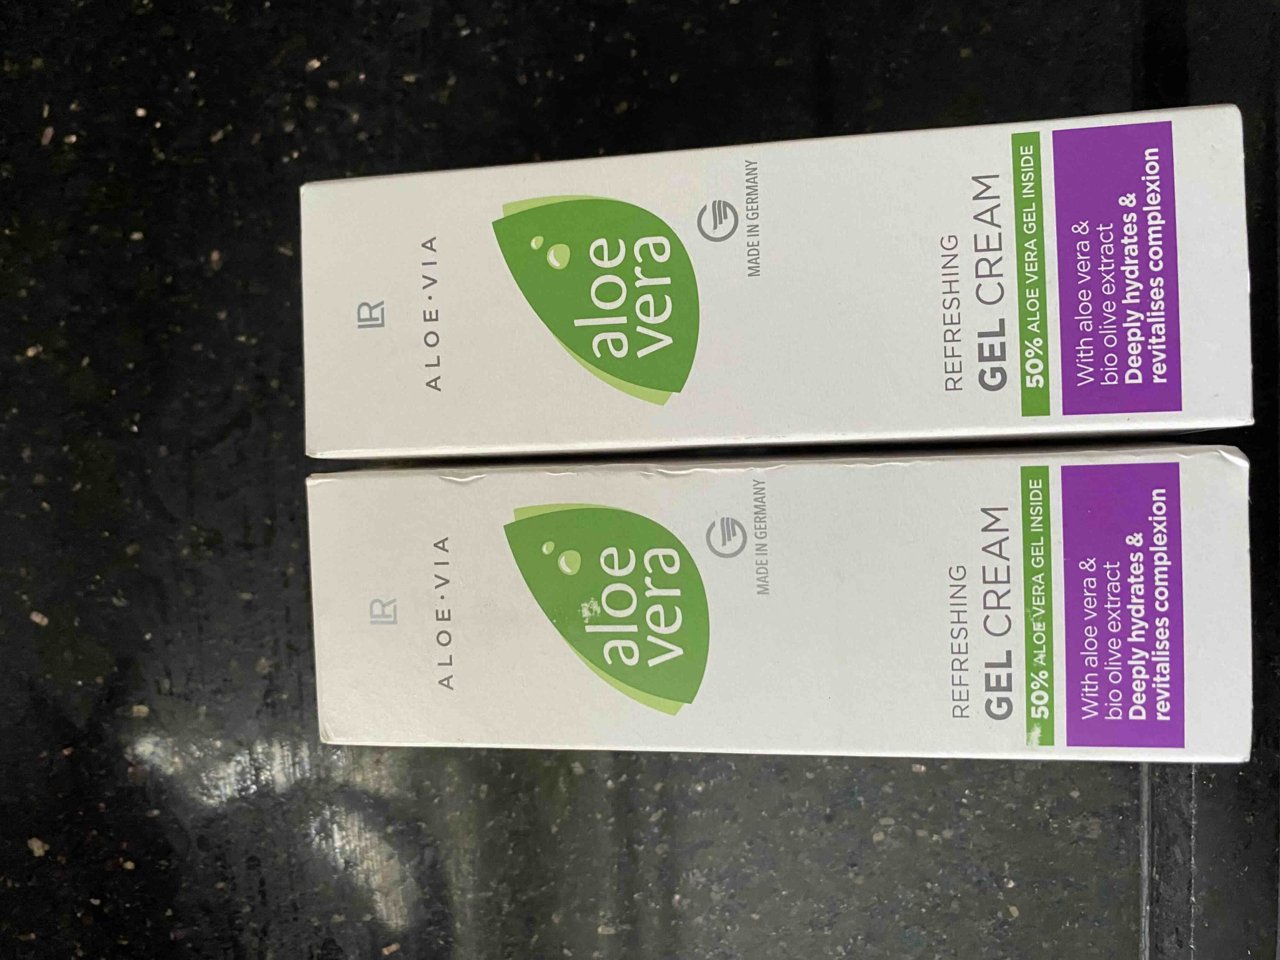 LR
ALOE·VIA
aloe
vera
MADE IN GERMANY
REFRESHING
GEL CREAM
50% ALOE VERA GEL INSIDE
With aloe vera &
bio olive extract
Deeply hydrates &
revitalises complexion
LR
ALOE·VIA
aloe
vera
MADE IN GERMANY
REFRESHING
GEL CREAM
50% ALOE VERA GEL INSIDE
With aloe vera &
bio olive extract
Deeply hydrates &
revitalises complexion